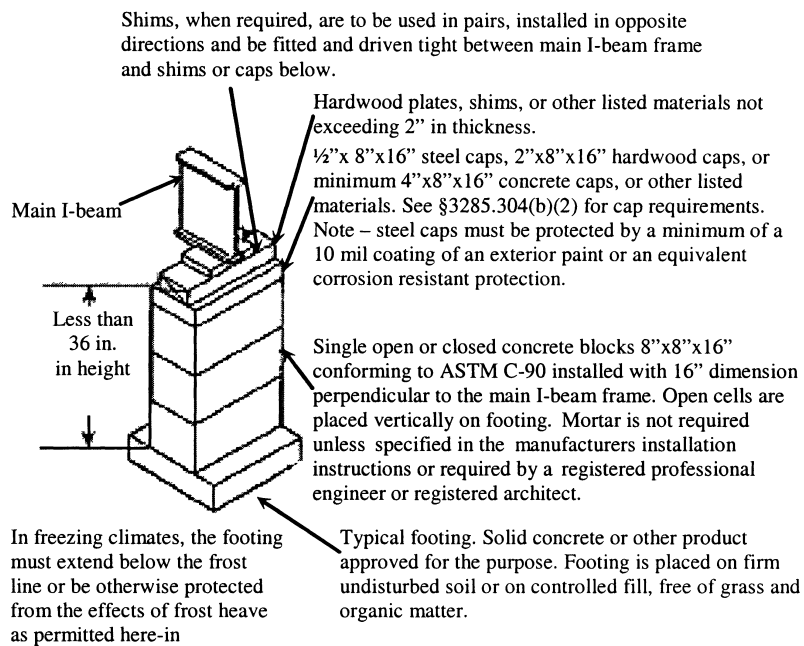 Shims, when required, are to be used in pairs, installed in opposite
directions and be fitted and driven tight between main I-beam frame
and shims or caps below.
Hardwood plates, shims, or other listed materials not
exceeding 2” in thickness.
½”x 8”x16” steel caps, 2”x8”x16” hardwood caps, or
minimum 4”x8”x16” concrete caps, or other listed
materials. See §3285.304(b)(2) for cap requirements.
Note – steel caps must be protected by a minimum of a
10 mil coating of an exterior paint or an equivalent
corrosion resistant protection.
Main I-beam
Less than
36 in.
in height
Single open or closed concrete blocks 8”x8”x16”
conforming to ASTM C-90 installed with 16” dimension
perpendicular to the main I-beam frame. Open cells are
placed vertically on footing. Mortar is not required
unless specified in the manufacturers installation
instructions or required by a registered professional
engineer or registered architect.
In freezing climates, the footing
must extend below the frost
line or be otherwise protected
from the effects of frost heave
as permitted here-in
Typical footing. Solid concrete or other product
approved for the purpose. Footing is placed on firm
undisturbed soil or on controlled fill, free of grass and
organic matter.